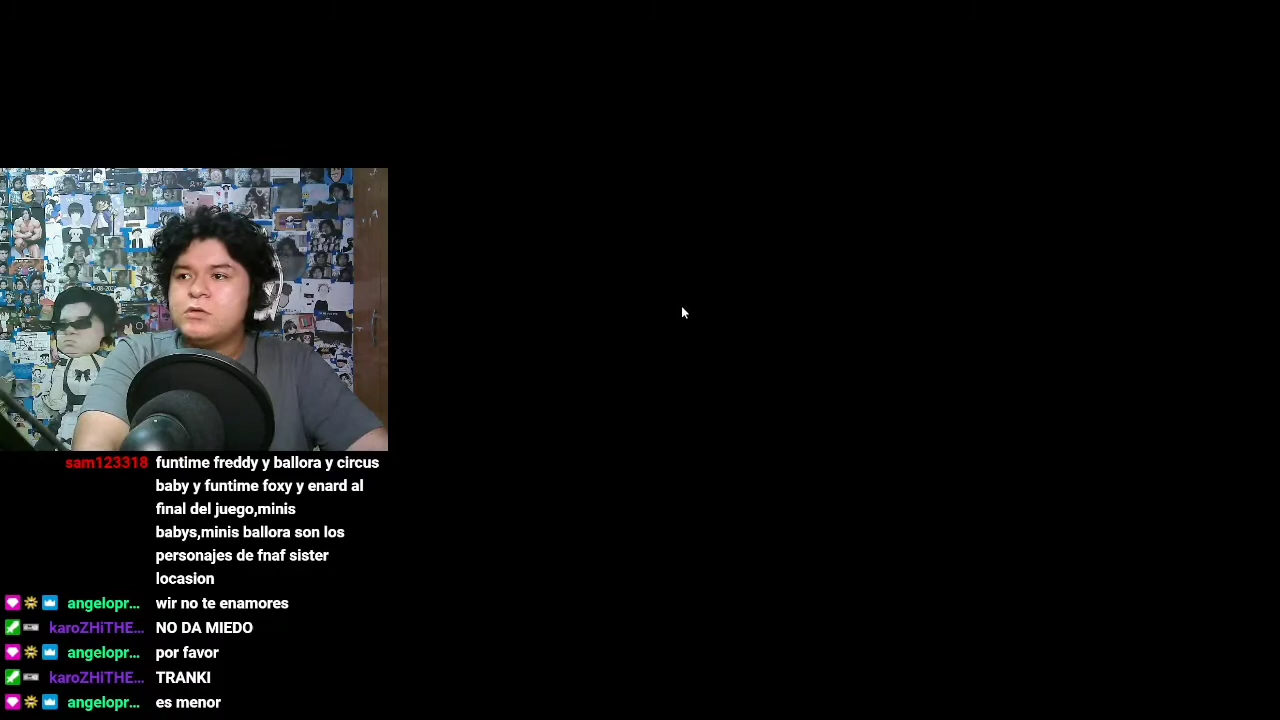 sam123318 funtime freddy y ballora y circus
baby y funtime foxy y enard al
final del juego,minis
babys,minis ballora son los
personajes de fnaf sister
locasion
angelopr... wir no te enamores
karoZHiTHE... NO DA MIEDO
angelopr... por favor
karoZHiTHE... TRANKI
angelopr... es menor